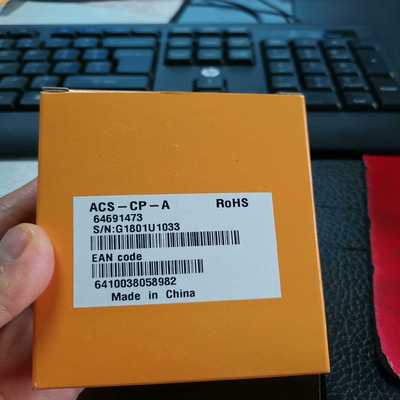 ACS-CP-A RoHS
64691473
S/N:G1801U1033
EAN code
6410038058982
Made in China